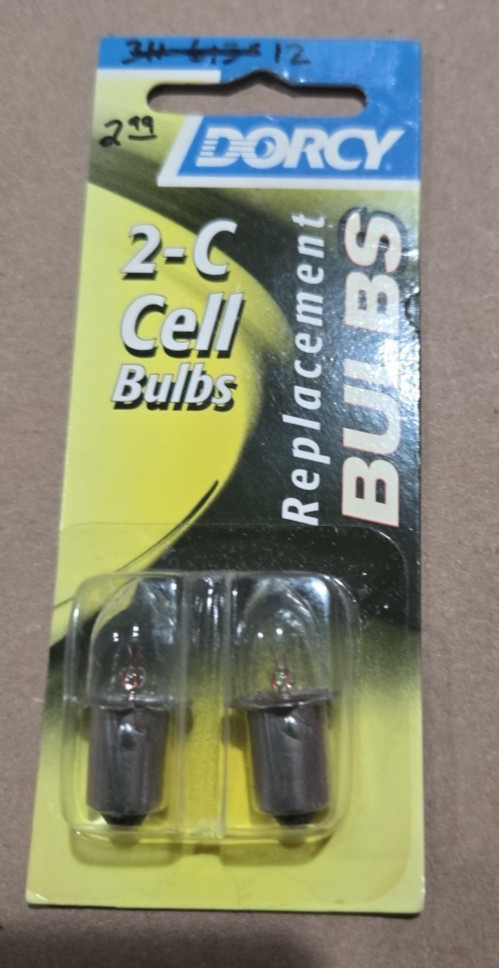 12
2.99
DORCY
2-C
Cell
Bulbs
Replacement
BULBS